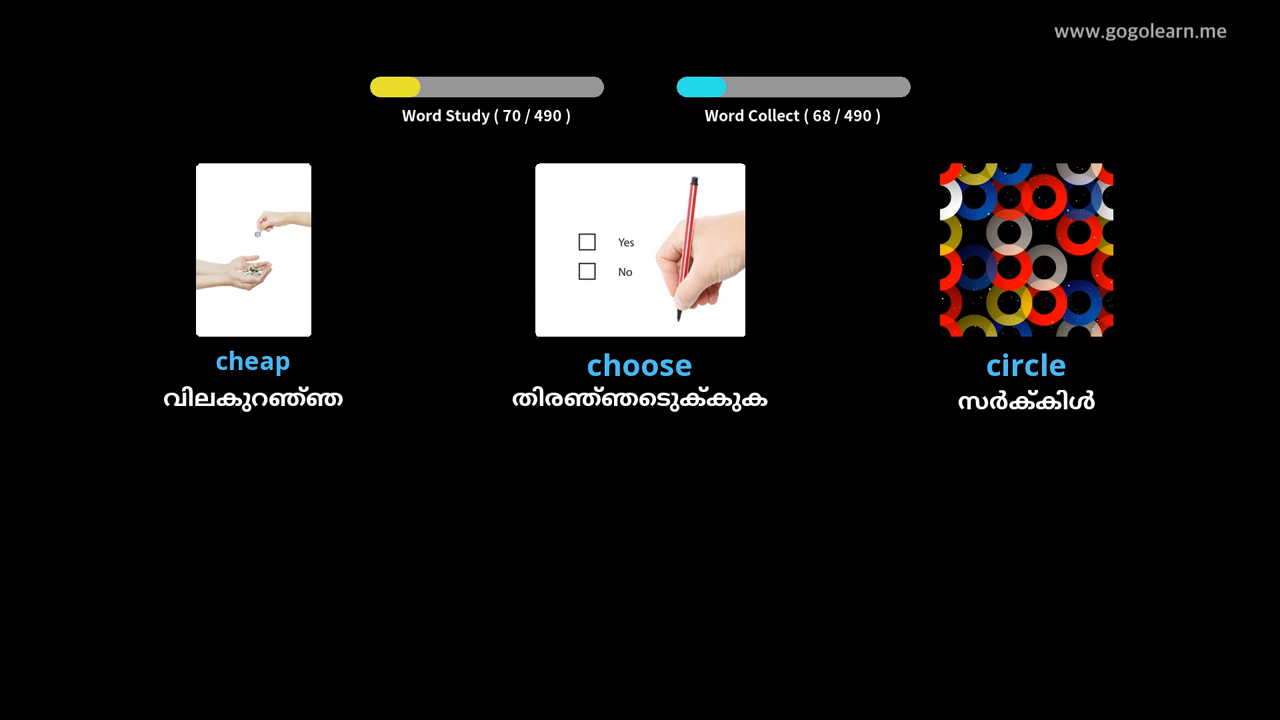 www.gogolearn.me
Word Study ( 70 / 490 )
Word Collect ( 68 / 490 )
Yes
No
cheap
വിലകുറഞ്ഞ
choose
തിരഞ്ഞടെുക്കുക
circle
സർക്കിൾ